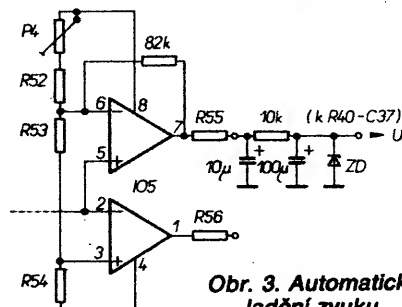 P4
82k
R52
6
8
R53
7
R55
10k
(k R40-C37)
U
5
+
10µ
+
100µ
+
ZD
IO5
2
1
R56
3
+
4
R54
Obr. 3. Automatick
ladění zvuku